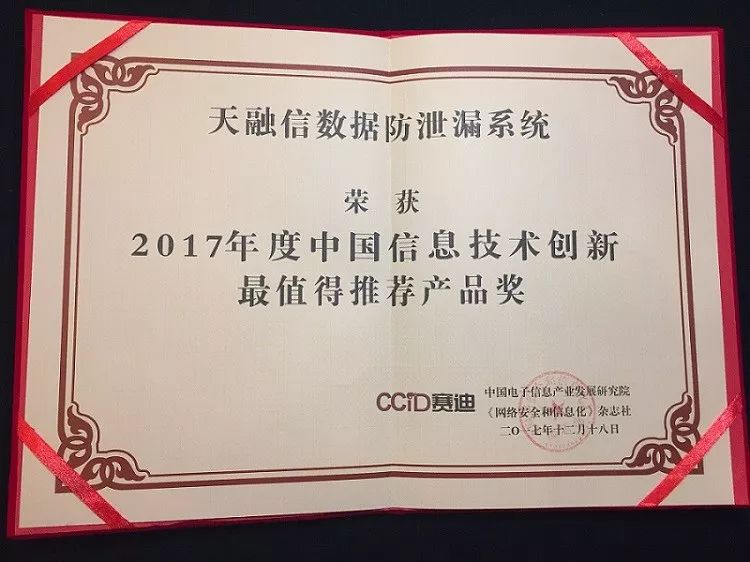 天融信数据防泄漏系统
荣 获
2017年度中国信息技术创新
最值得推荐产品奖
CCID赛迪
中国电子信息产业发展研究院
《网络安全和信息化》杂志社
二〇一七年十二月十八日